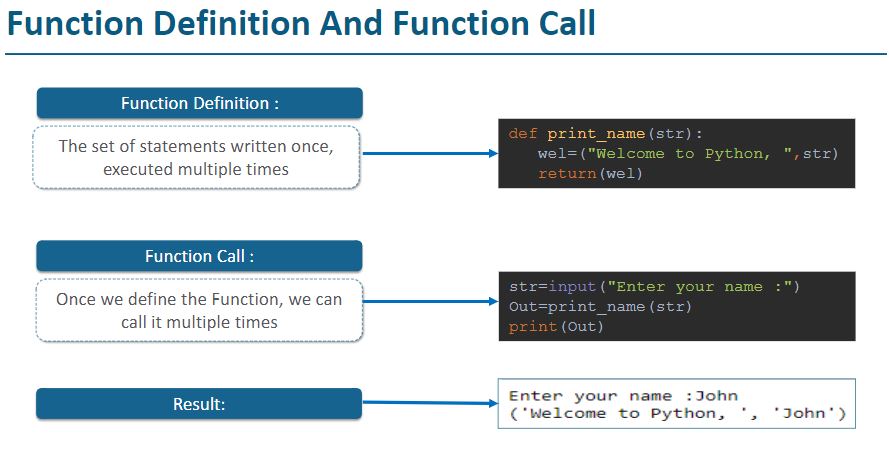 Function Definition And Function Call
Function Definition :
The set of statements written once,
executed multiple times
def print_name(str):
wel=("Welcome to Python, ",str)
return(wel)
Function Call :
Once we define the Function, we can
call it multiple times
str=input("Enter your name :")
Out=print_name(str)
print(Out)
Result:
Enter your name :John
('Welcome to Python, ', 'John')